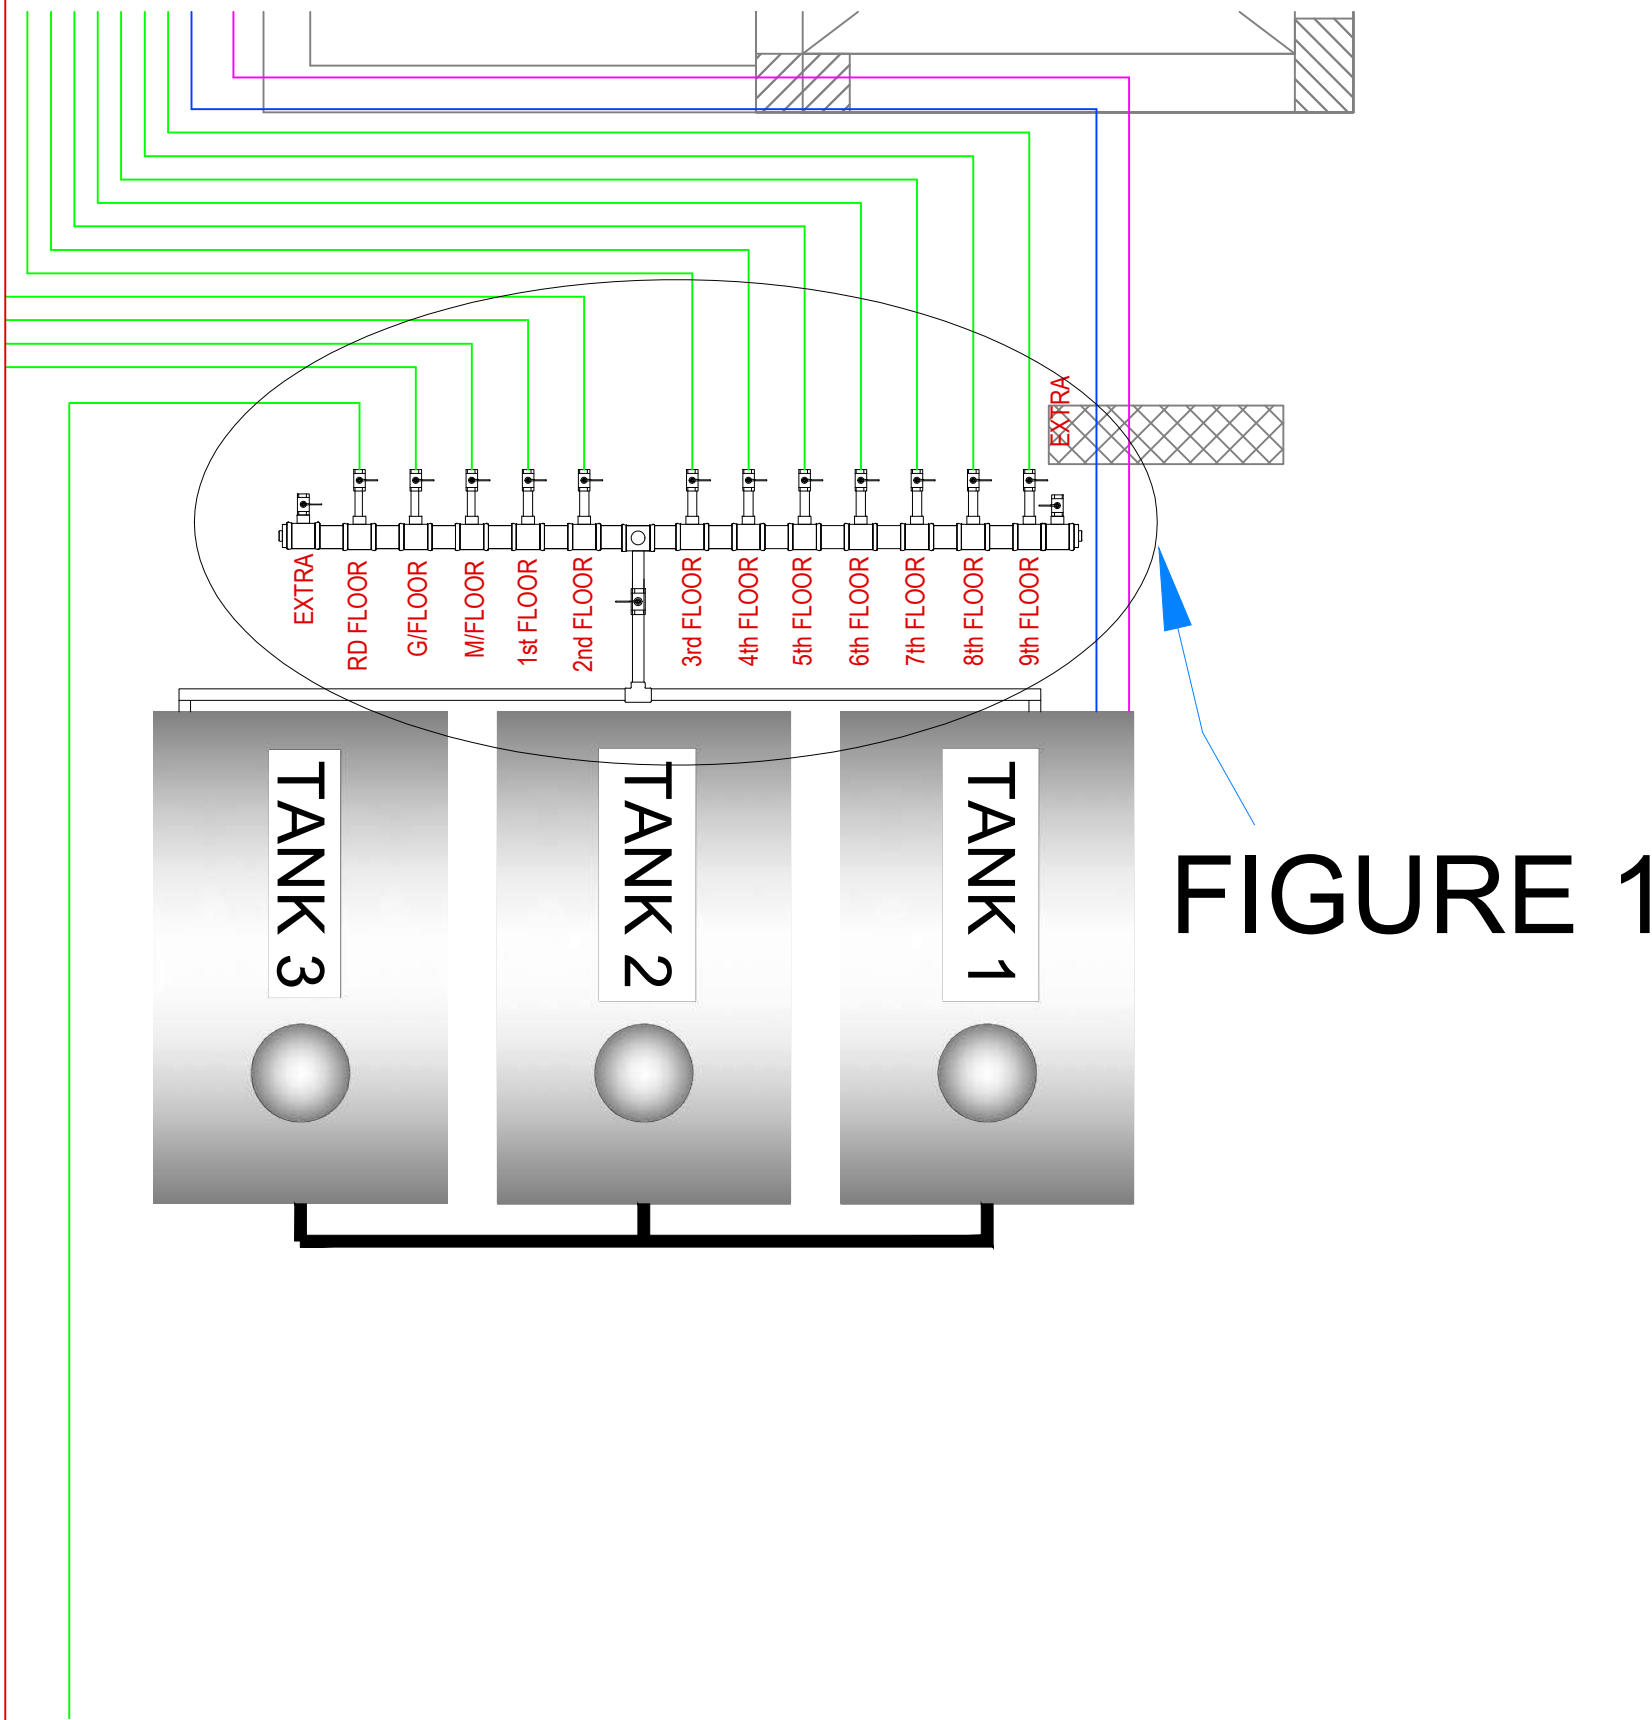 EXTRA
EXTRA
RD FLOOR
G/FLOOR
M/FLOOR
1st FLOOR
2nd FLOOR
3rd FLOOR
4th FLOOR
5th FLOOR
6th FLOOR
7th FLOOR
8th FLOOR
9th FLOOR
TANK 3
TANK 2
TANK 1
FIGURE 1